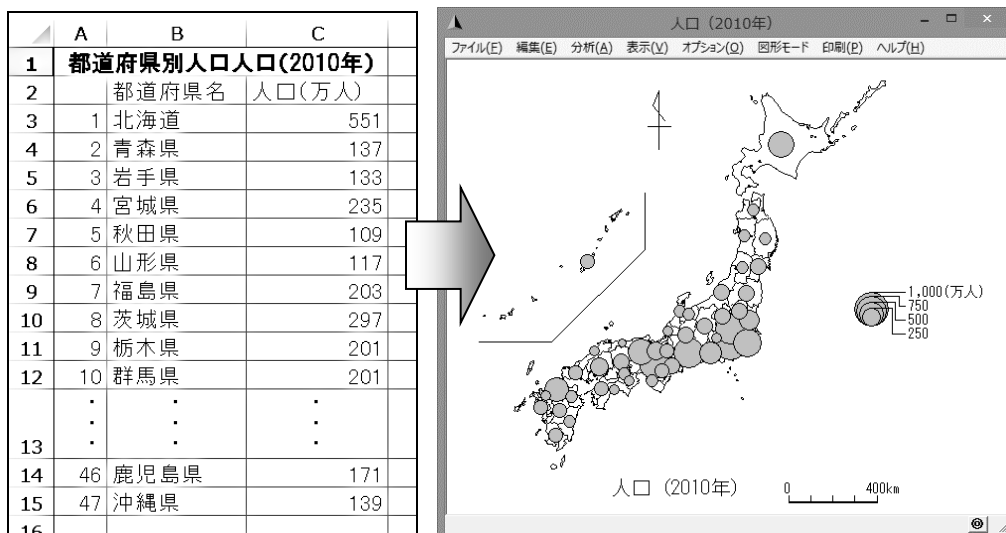 A B C
1 都道府県別人口人口(2010年)
2 都道府県名 人口(万人)
3 1 北海道 551
4 2 青森県 137
5 3 岩手県 133
6 4 宮城県 235
7 5 秋田県 109
8 6 山形県 117
9 7 福島県 203
10 8 茨城県 297
11 9 栃木県 201
12 10 群馬県 201
13 : : :
14 46 鹿児島県 171
15 47 沖縄県 139
16
人口（2010年）
ファイル(F) 編集(E) 分析(A) 表示(V) オプション(O) 図形モード 印刷(P) ヘルプ(H)
1,000(万人)
750
500
250
人口（2010年）
0 400km